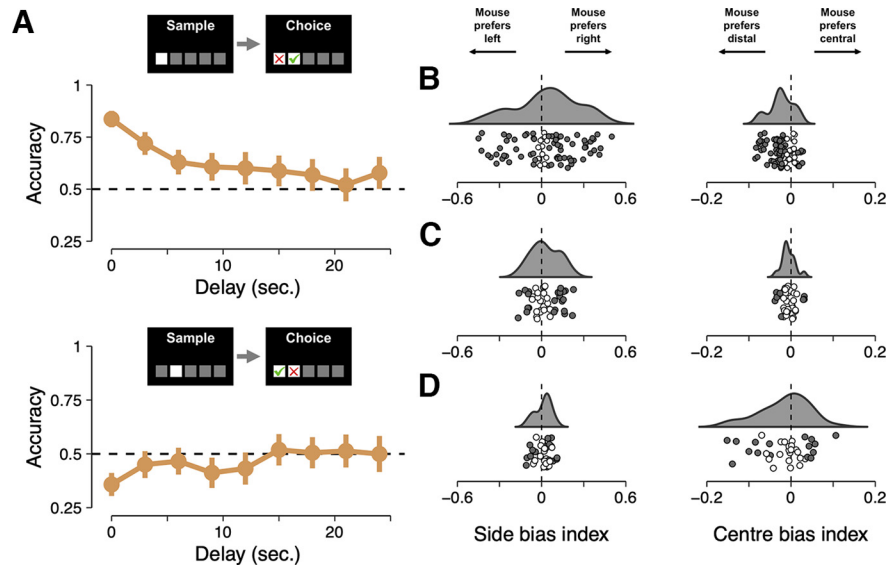 A
Sample
Choice
Accuracy
1
0.75
0.5
0.25
0
10
20
Delay (sec.)
Sample
Choice
Accuracy
1
0.75
0.5
0.25
0
10
20
Delay (sec.)
Mouse
prefers
left
Mouse
prefers
right
Mouse
prefers
distal
Mouse
prefers
central
B
−0.6
0
0.6
−0.2
0
0.2
C
−0.6
0
0.6
−0.2
0
0.2
D
−0.6
0
0.6
−0.2
0
0.2
Side bias index
Centre bias index